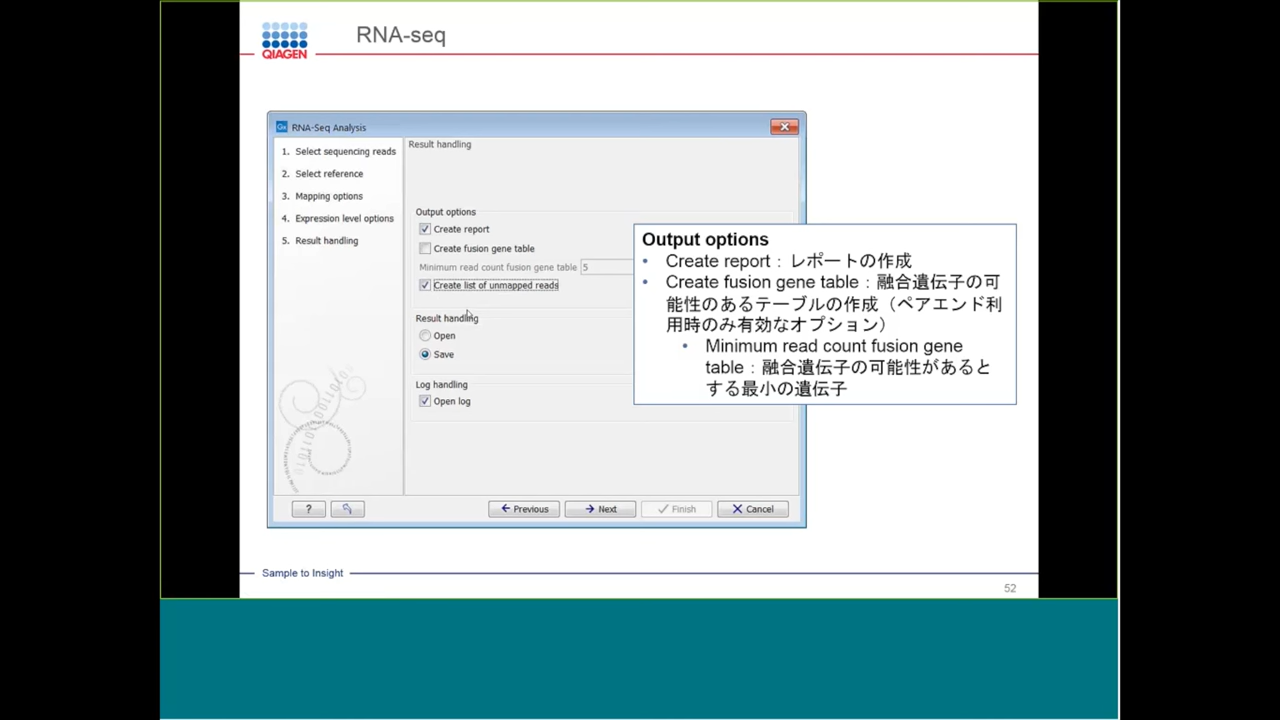 QIAGEN
RNA-seq
RNA-Seq Analysis
1. Select sequencing reads
2. Select reference
3. Mapping options
4. Expression level options
5. Result handling
Result handling
Output options
Create report
Create fusion gene table
Minimum read count fusion gene table 5
Create list of unmapped reads
Result handling
Open
Save
Log handling
Open log
? Previous Next Finish Cancel
Output options
• Create report：レポートの作成
• Create fusion gene table：融合遺伝子の可
能性のあるテーブルの作成（ペアエンド利
用時のみ有効なオプション）
• Minimum read count fusion gene
table：融合遺伝子の可能性があると
する最小の遺伝子
Sample to Insight
52